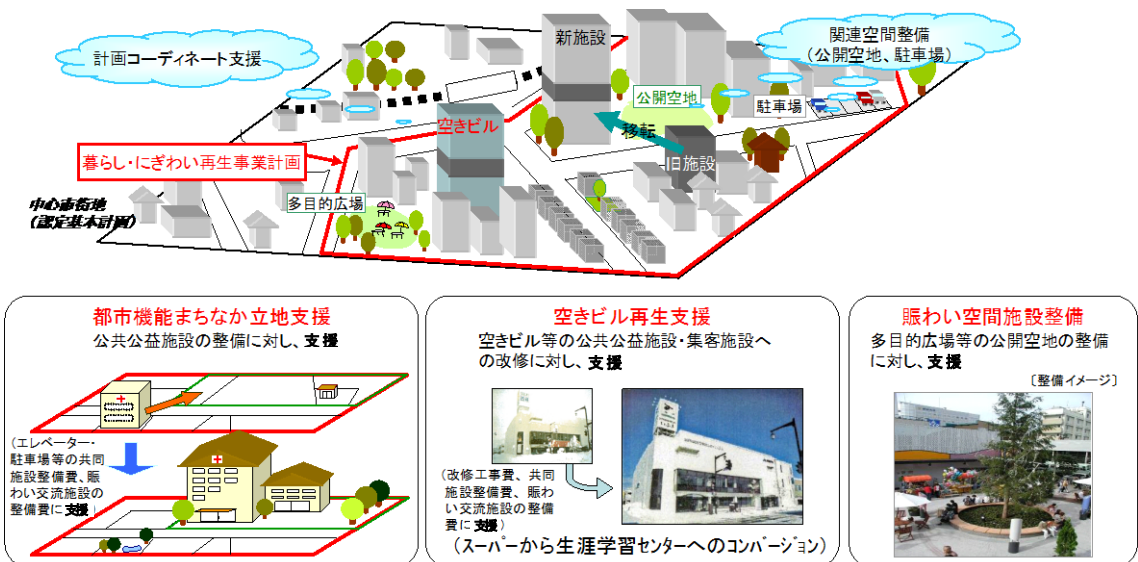 計画コーディネート支援
新施設
関連空間整備
（公開空地、駐車場）
公開空地
駐車場
空きビル
移転
旧施設
暮らし・にぎわい再生事業計画
多目的広場
中心市街地
（認定基本計画）
都市機能まちなか立地支援
公共公益施設の整備に対し、支援
（エレベーター・
駐車場等の共同
施設整備費、賑
わい交流施設の
整備費に支援）
空きビル再生支援
空きビル等の公共公益施設・集客施設へ
の改修に対し、支援
（改修工事費、共同
施設整備費、賑わ
い交流施設の整備
費に支援）
（スーパーから生涯学習センターへのコンバージョン）
賑わい空間施設整備
多目的広場等の公開空地の整備
に対し、支援
〔整備イメージ〕